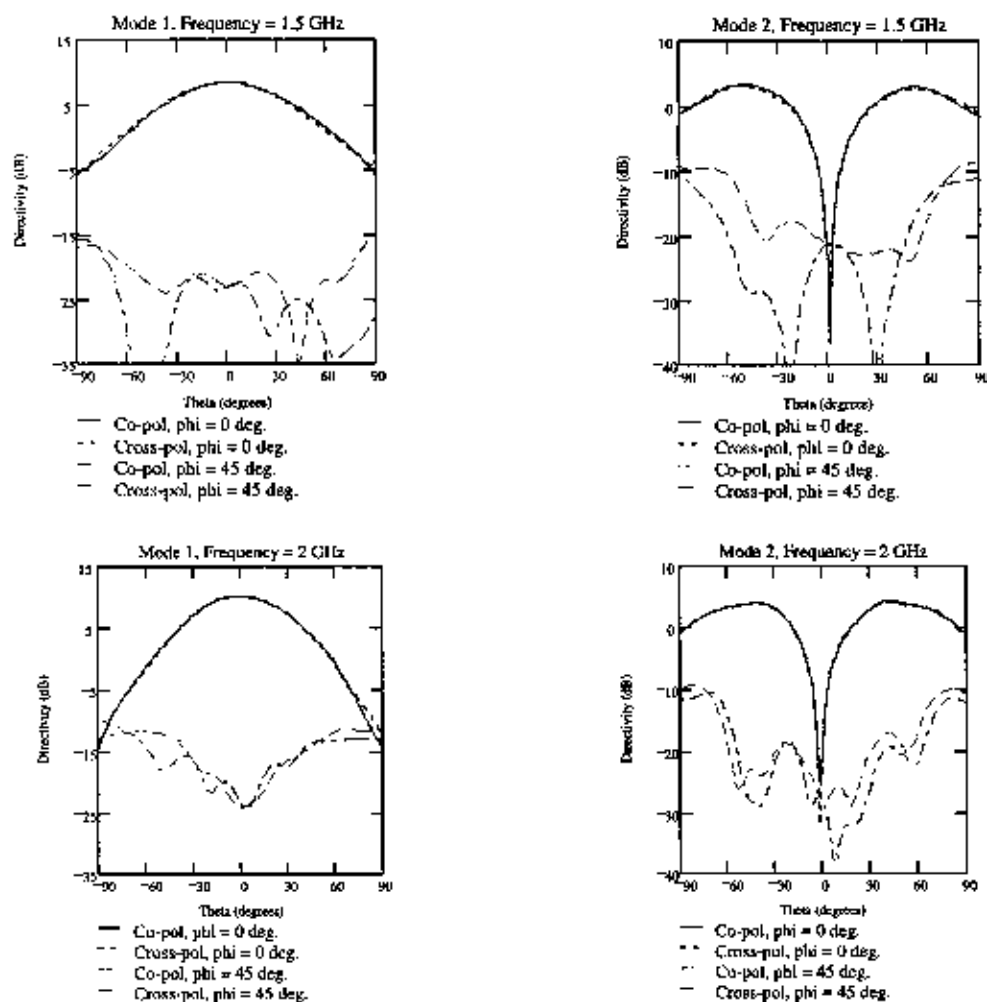 Mode 1, Frequency = 1.5 GHz
15
5
-5
-15
25
-35
Directivity (dB)
-90 -60 -30 0 30 60 90
Theta (degrees)
Co-pol, phi = 0 deg.
Cross-pol, phi = 0 deg.
Co-pol, phi = 45 deg.
Cross-pol, phi = 45 deg.
Mode 2, Frequency = 1.5 GHz
10
0
-10
-20
-30
-40
Directivity (dB)
-90 -60 -30 0 30 60 90
Theta (degrees)
Co-pol, phi = 0 deg.
Cross-pol, phi = 0 deg.
Co-pol, phi = 45 deg.
Cross-pol, phi = 45 deg.
Mode 1, Frequency = 2 GHz
15
5
-5
-15
-25
-35
Directivity (dB)
-90 -60 -30 0 30 60 90
Theta (degrees)
Co-pol, phi = 0 deg.
Cross-pol, phi = 0 deg.
Co-pol, phi = 45 deg.
Cross-pol, phi = 45 deg.
Mode 2, Frequency = 2 GHz
10
0
-10
-20
-30
-40
Directivity (dB)
-90 -60 -30 0 30 60 90
Theta (degrees)
Co-pol, phi = 0 deg.
Cross-pol, phi = 0 deg.
Co-pol, phi = 45 deg.
Cross-pol, phi = 45 deg.